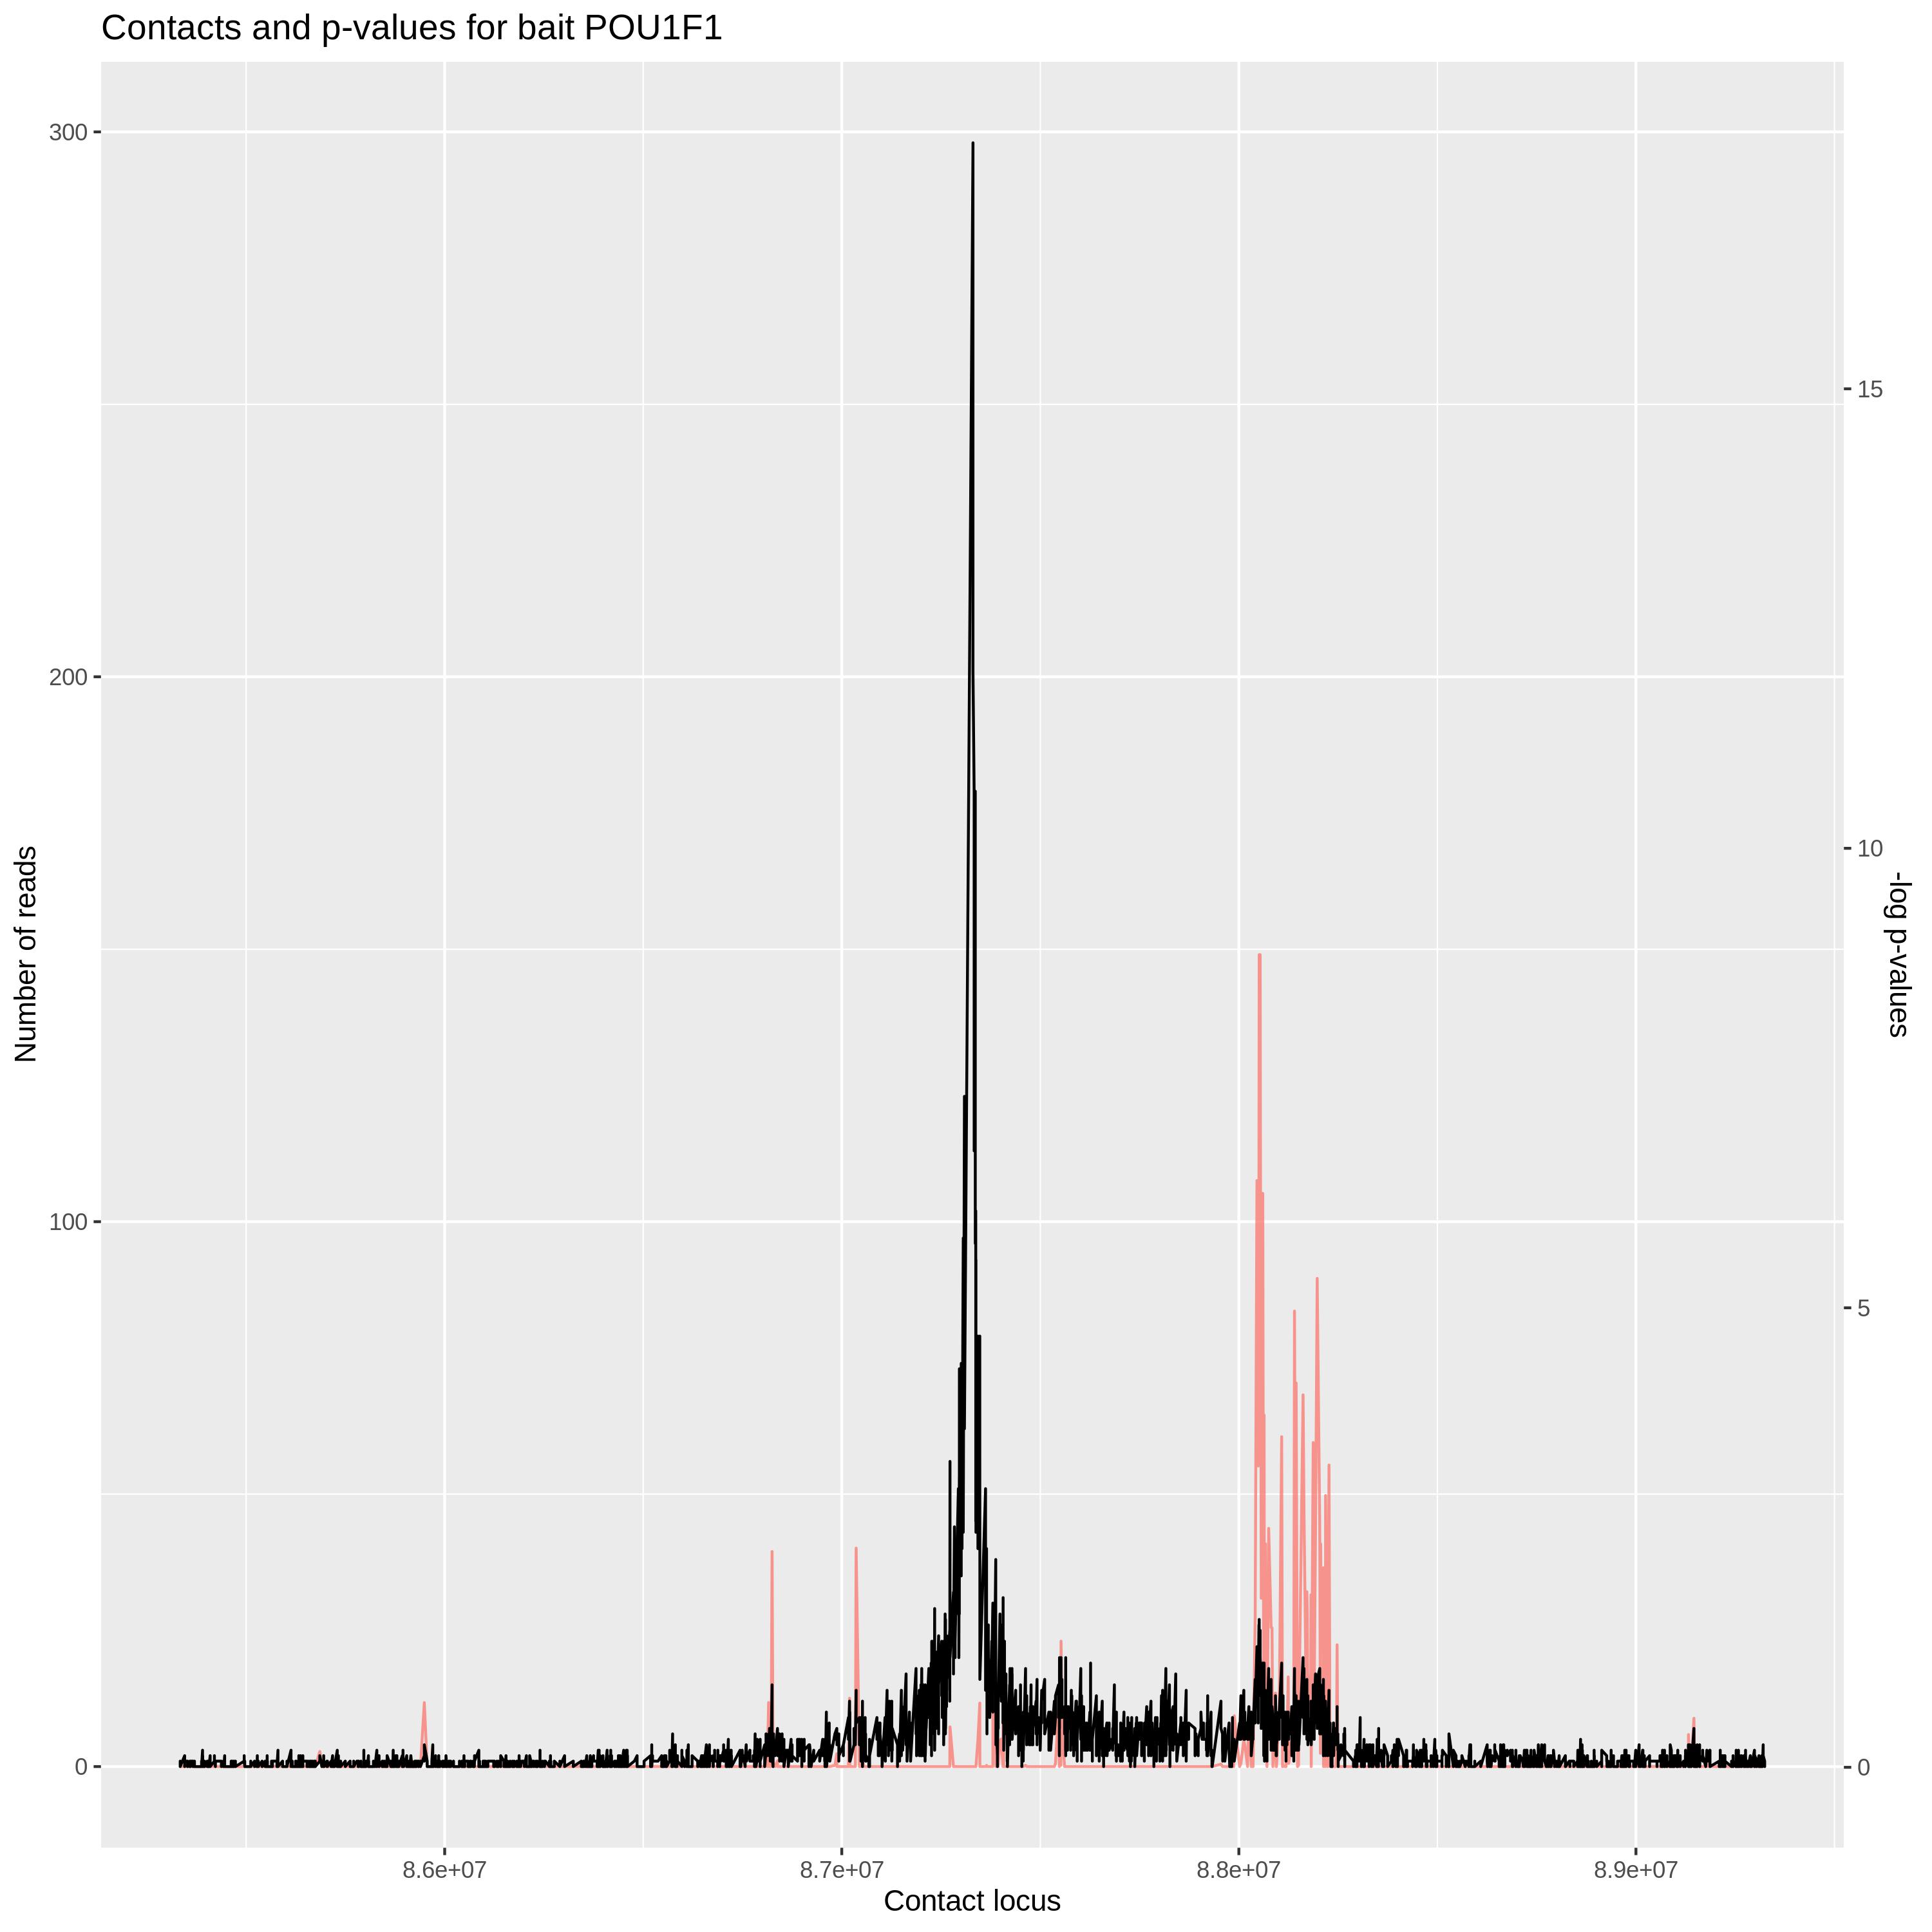 Contacts and p-values for bait POU1F1
300
200
100
0
Number of reads
15
10
5
0
-log p-values
8.6e+07 8.7e+07 8.8e+07 8.9e+07
Contact locus